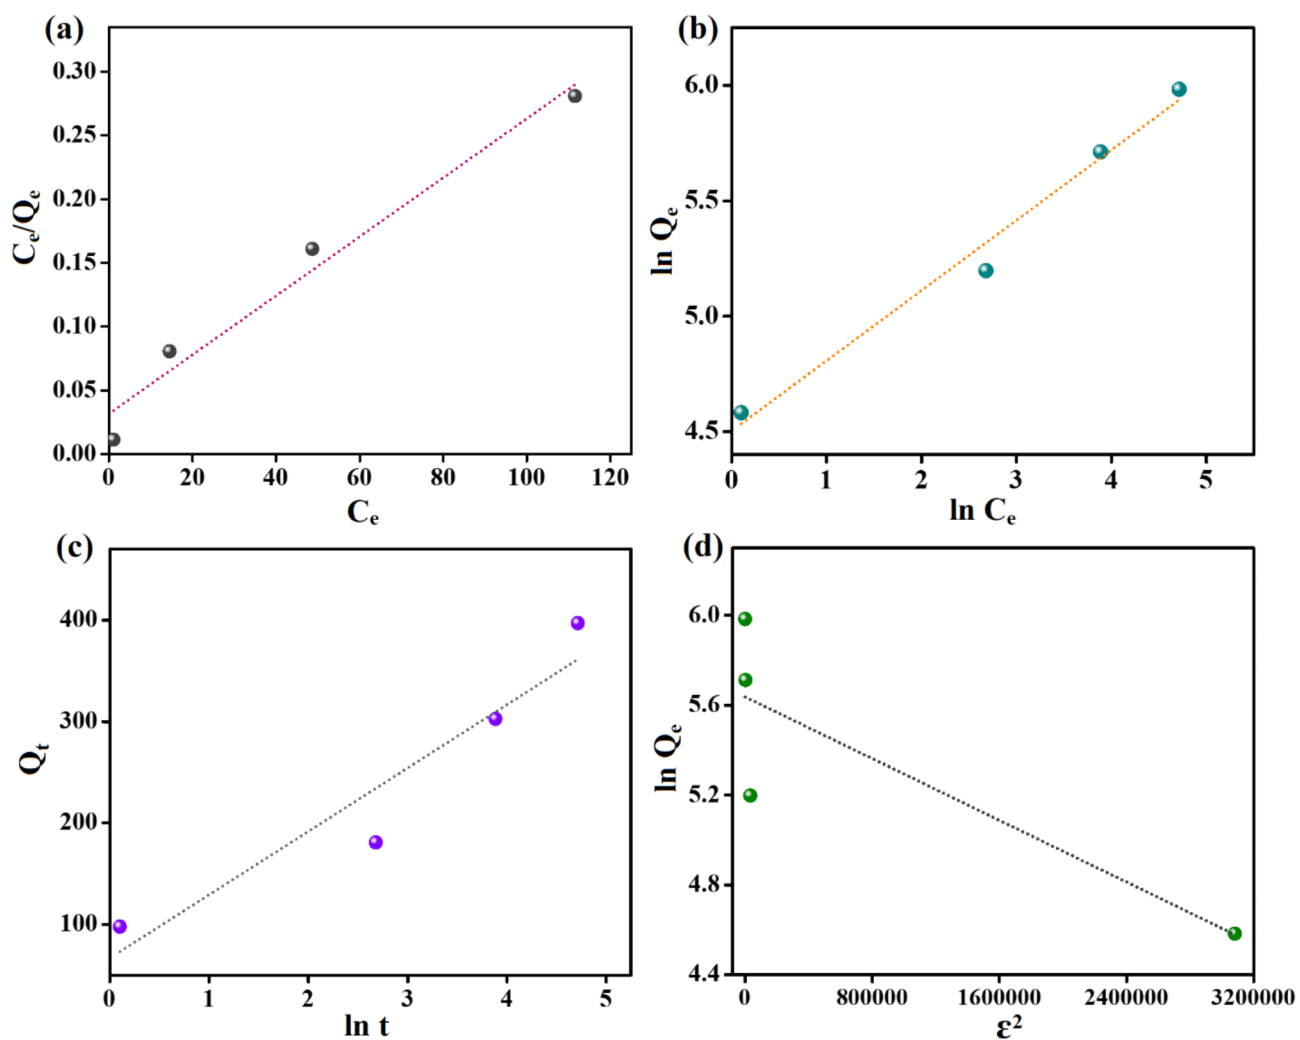 (a)
0.30
0.25
0.20
0.15
0.10
0.05
0.00
Ce/Qe
0 20 40 60 80 100 120
Ce
(b)
6.0
5.5
5.0
4.5
ln Qe
0 1 2 3 4 5
ln Ce
(c)
400
300
200
100
Qt
0 1 2 3 4 5
ln t
(d)
6.0
5.6
5.2
4.8
4.4
ln Qe
0 800000 1600000 2400000 3200000
ε²